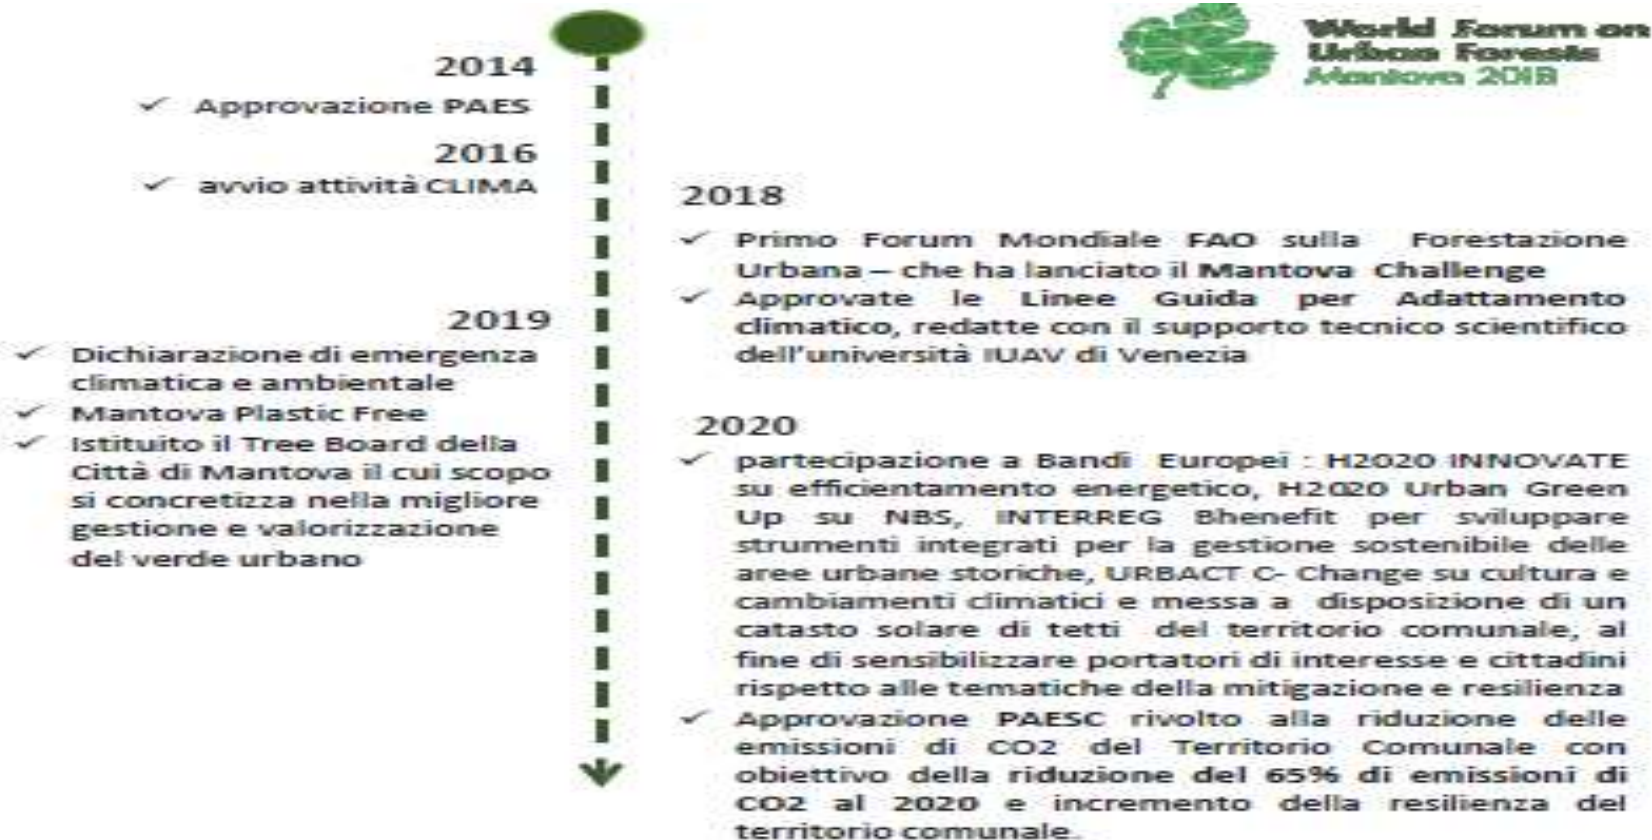 World Forum on
Urban Forests
Mantova 2018
2014
✓ Approvazione PAES
2016
✓ avvio attività CLIMA
2018
✓ Primo Forum Mondiale FAO sulla Forestazione
Urbana – che ha lanciato il Mantova Challenge
✓ Approvate le Linee Guida per Adattamento
climatico, redatte con il supporto tecnico scientifico
dell'università IUAV di Venezia
2019
✓ Dichiarazione di emergenza
climatica e ambientale
✓ Mantova Plastic Free
✓ Istituito il Tree Board della
Città di Mantova il cui scopo
si concretizza nella migliore
gestione e valorizzazione
del verde urbano
2020
✓ partecipazione a Bandi Europei : H2020 INNOVATE
su efficientamento energetico, H2020 Urban Green
Up su NBS, INTERREG Bhenefit per sviluppare
strumenti integrati per la gestione sostenibile delle
aree urbane storiche, URBACT C- Change su cultura e
cambiamenti climatici e messa a disposizione di un
catasto solare di tetti del territorio comunale, al
fine di sensibilizzare portatori di interesse e cittadini
rispetto alle tematiche della mitigazione e resilienza
✓ Approvazione PAESC rivolto alla riduzione delle
emissioni di CO2 del Territorio Comunale con
obiettivo della riduzione del 65% di emissioni di
CO2 al 2020 e incremento della resilienza del
territorio comunale.